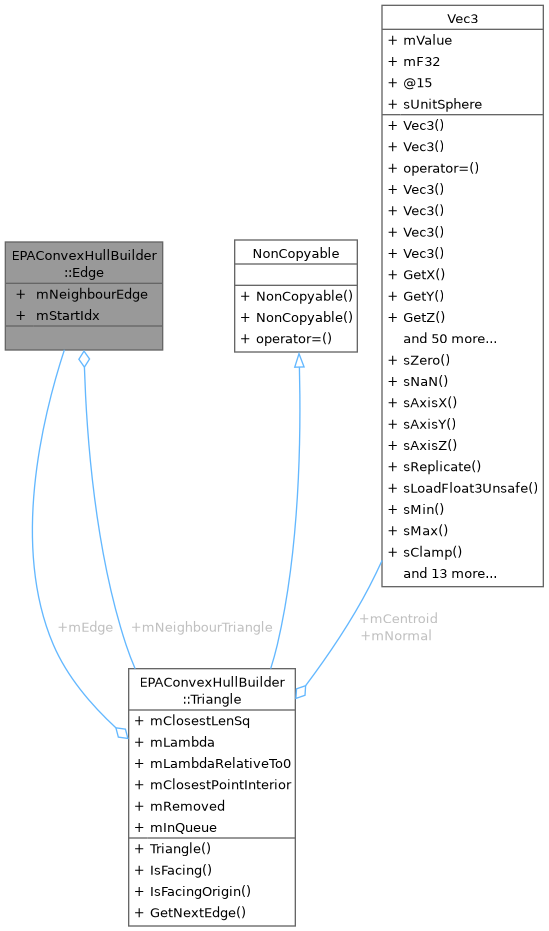 Vec3
+ mValue
+ mF32
+ @15
+ sUnitSphere
+ Vec3()
+ Vec3()
+ operator=()
+ Vec3()
+ Vec3()
+ Vec3()
+ Vec3()
+ GetX()
+ GetY()
+ GetZ()
and 50 more...
+ sZero()
+ sNaN()
+ sAxisX()
+ sAxisY()
+ sAxisZ()
+ sReplicate()
+ sLoadFloat3Unsafe()
+ sMin()
+ sMax()
+ sClamp()
and 13 more...
EPAConvexHullBuilder
::Edge
+ mNeighbourEdge
+ mStartIdx
NonCopyable
+ NonCopyable()
+ NonCopyable()
+ operator=()
+mEdge
+mNeighbourTriangle
+mCentroid
+mNormal
EPAConvexHullBuilder
::Triangle
+ mClosestLenSq
+ mLambda
+ mLambdaRelativeTo0
+ mClosestPointInterior
+ mRemoved
+ mInQueue
+ Triangle()
+ IsFacing()
+ IsFacingOrigin()
+ GetNextEdge()